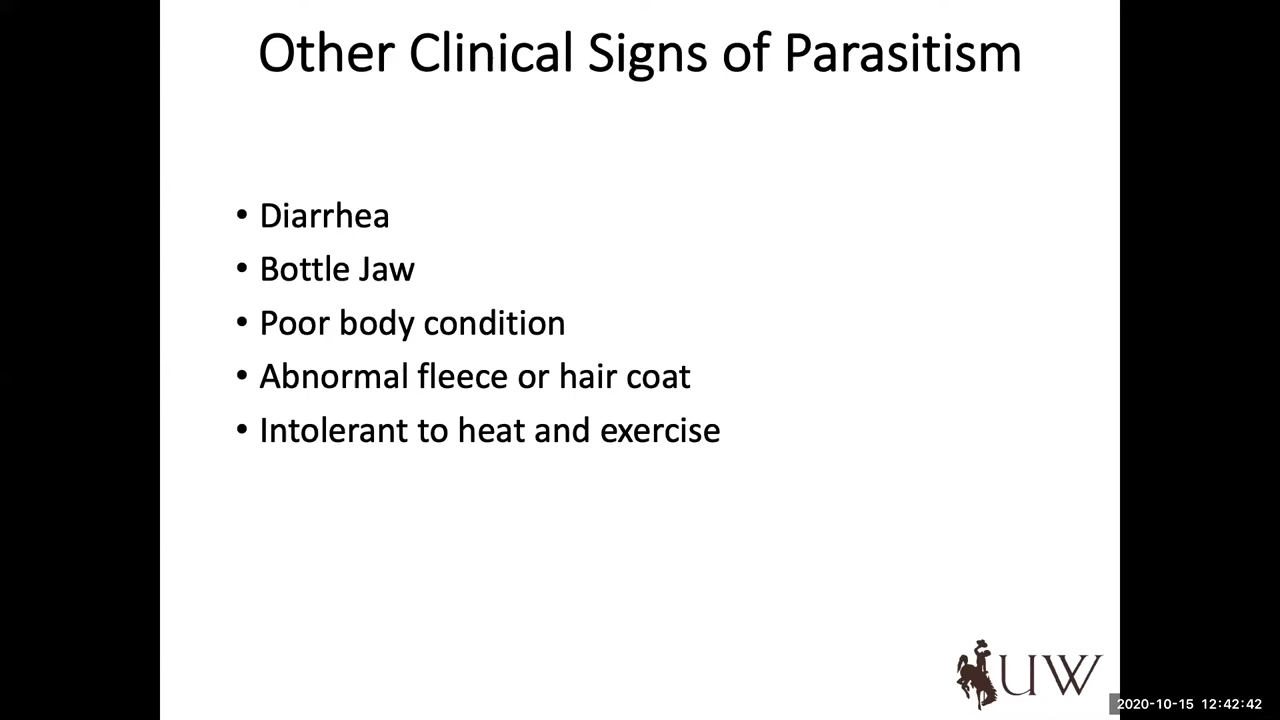 Other Clinical Signs of Parasitism
• Diarrhea
• Bottle Jaw
• Poor body condition
• Abnormal fleece or hair coat
• Intolerant to heat and exercise
UW
2020-10-15 12:42:42